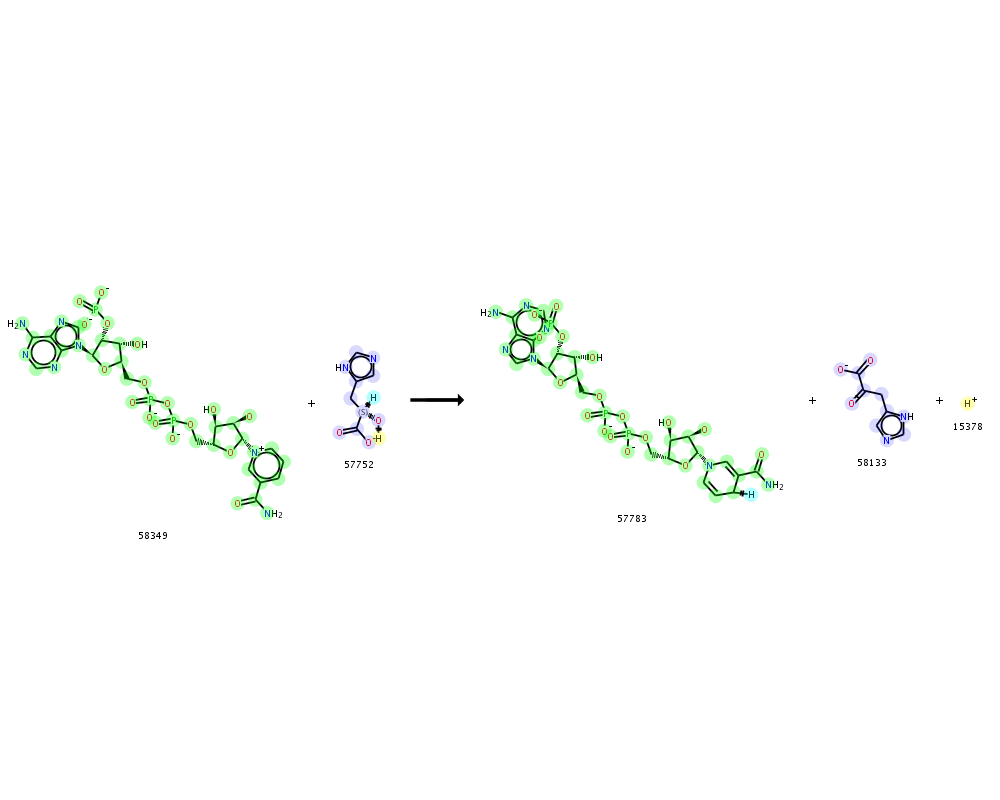 H₂N N N N N O O⁻ P O O⁻ OH O O O P O⁻ O P O O⁻ O HO O O N⁺ O NH₂
58349
+
HN N H S O O O H
57752
H₂N N N N N O P O O O OH O O O P O⁻ O P O O⁻ O HO O O N O NH₂ H
57783
+
O⁻ O O NH N
58133
+
H⁺
15378